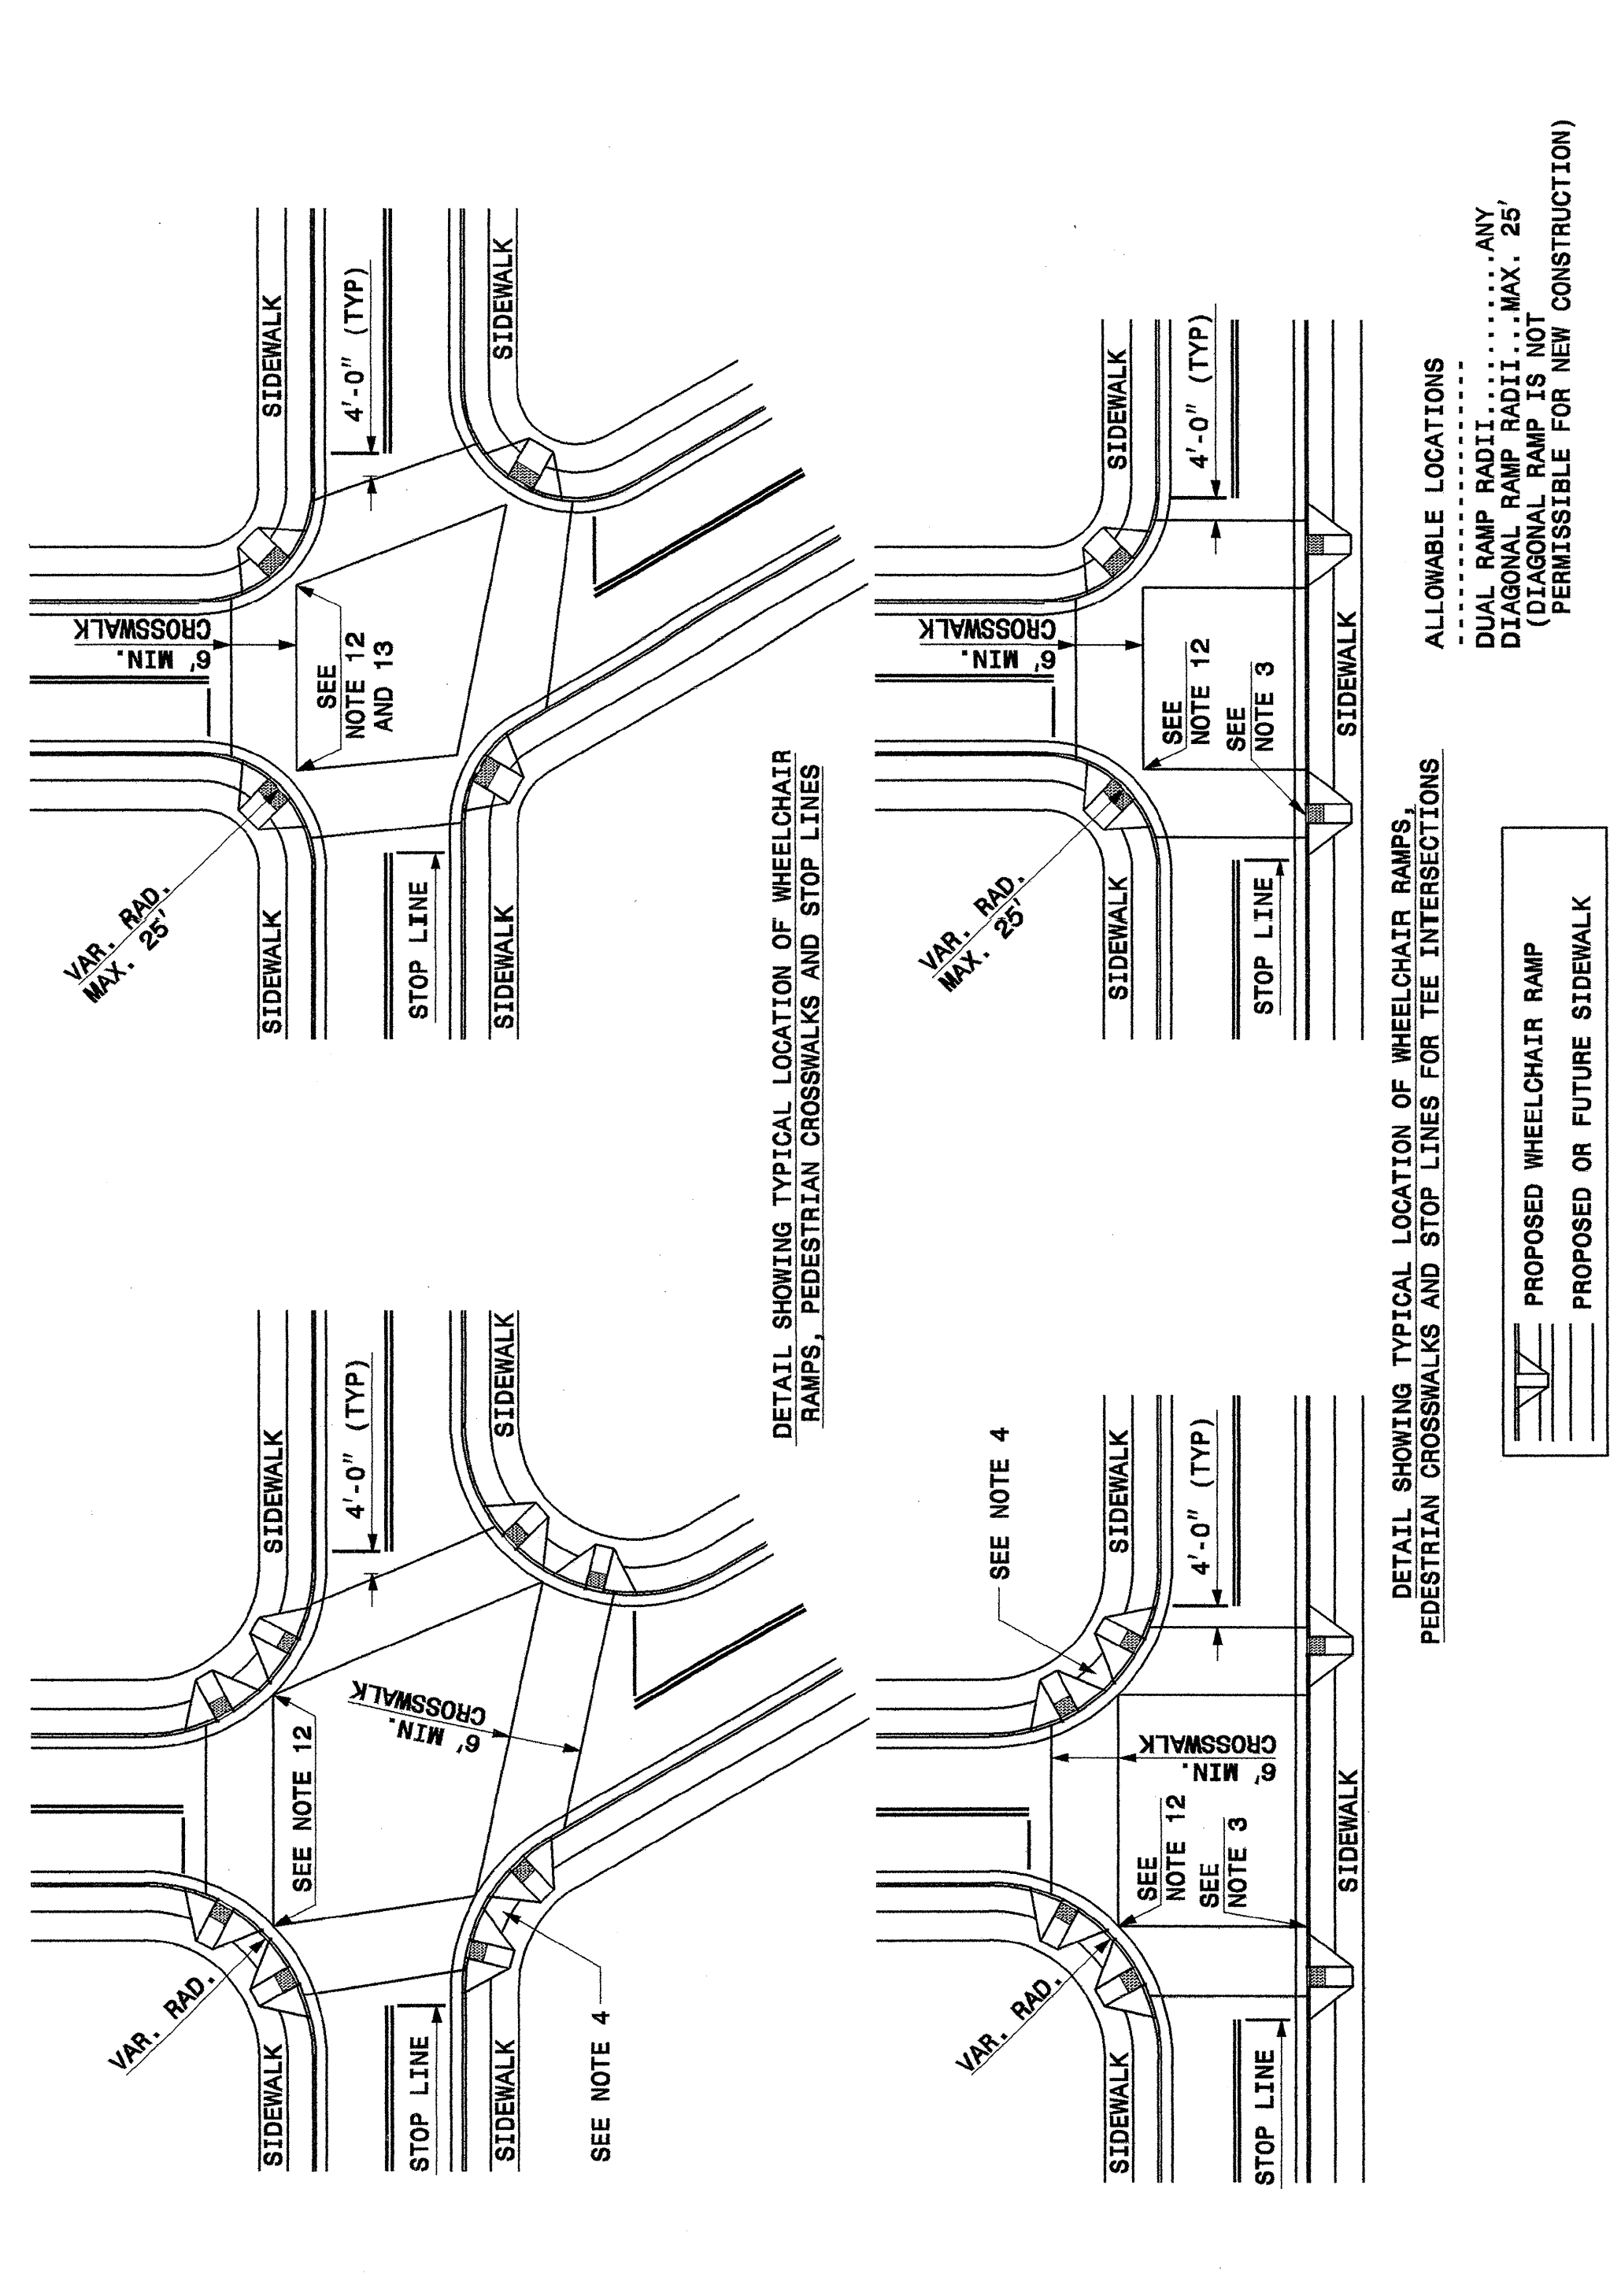 SIDEWALK
VAR. RAD.
4'-0" (TYP)
SEE NOTE 12
6' MIN.
CROSSWALK
STOP LINE
SIDEWALK
SIDEWALK
SIDEWALK
SEE NOTE 4
SIDEWALK
VAR. RAD.
MAX. 25'
6' MIN.
CROSSWALK
SIDEWALK
4'-0" (TYP)
SEE
NOTE 12
AND 13
STOP LINE
SIDEWALK
SIDEWALK
DETAIL SHOWING TYPICAL LOCATION OF WHEELCHAIR
RAMPS, PEDESTRIAN CROSSWALKS AND STOP LINES
SEE NOTE 4
VAR. RAD.
SIDEWALK
SIDEWALK
6' MIN.
CROSSWALK
4'-0" (TYP)
SEE
NOTE 12
SEE
NOTE 3
STOP LINE
SIDEWALK
VAR. RAD.
MAX. 25'
6' MIN.
CROSSWALK
SIDEWALK
SIDEWALK
4'-0" (TYP)
SEE
NOTE 12
SEE
NOTE 3
STOP LINE
SIDEWALK
DETAIL SHOWING TYPICAL LOCATION OF WHEELCHAIR RAMPS,
PEDESTRIAN CROSSWALKS AND STOP LINES FOR TEE INTERSECTIONS
ALLOWABLE LOCATIONS
DUAL RAMP RADII..........ANY
DIAGONAL RAMP RADII...MAX. 25'
(DIAGONAL RAMP IS NOT
PERMISSIBLE FOR NEW CONSTRUCTION)
PROPOSED WHEELCHAIR RAMP
PROPOSED OR FUTURE SIDEWALK